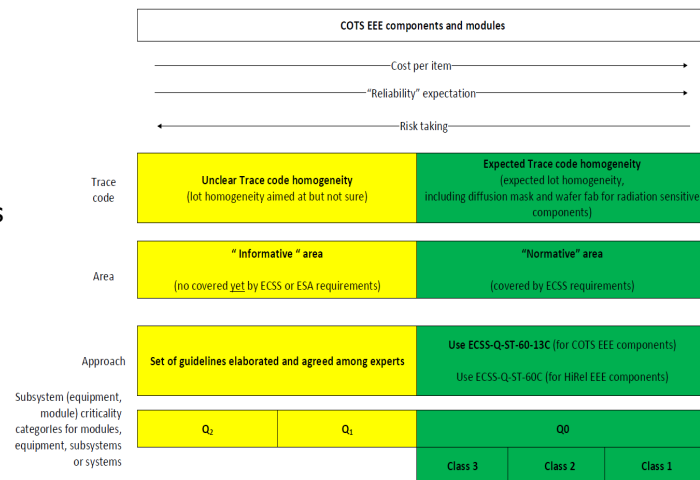 COTS EEE components and modules
Cost per item
"Reliability" expectation
Risk taking
s
Trace
code
Unclear Trace code homogeneity
(lot homogeneity aimed at but not sure)
Expected Trace code homogeneity
(expected lot homogeneity,
including diffusion mask and wafer fab for radiation sensitive
components)
Area
" Informative " area
(no covered yet by ECSS or ESA requirements)
"Normative" area
(covered by ECSS requirements)
Approach
Set of guidelines elaborated and agreed among experts
Use ECSS-Q-ST-60-13C (for COTS EEE components)
Use ECSS-Q-ST-60C (for HiRel EEE components)
Subsystem (equipment,
module) criticality
categories for modules,
equipment, subsystems
or systems
Q2
Q1
Q0
Class 3
Class 2
Class 1